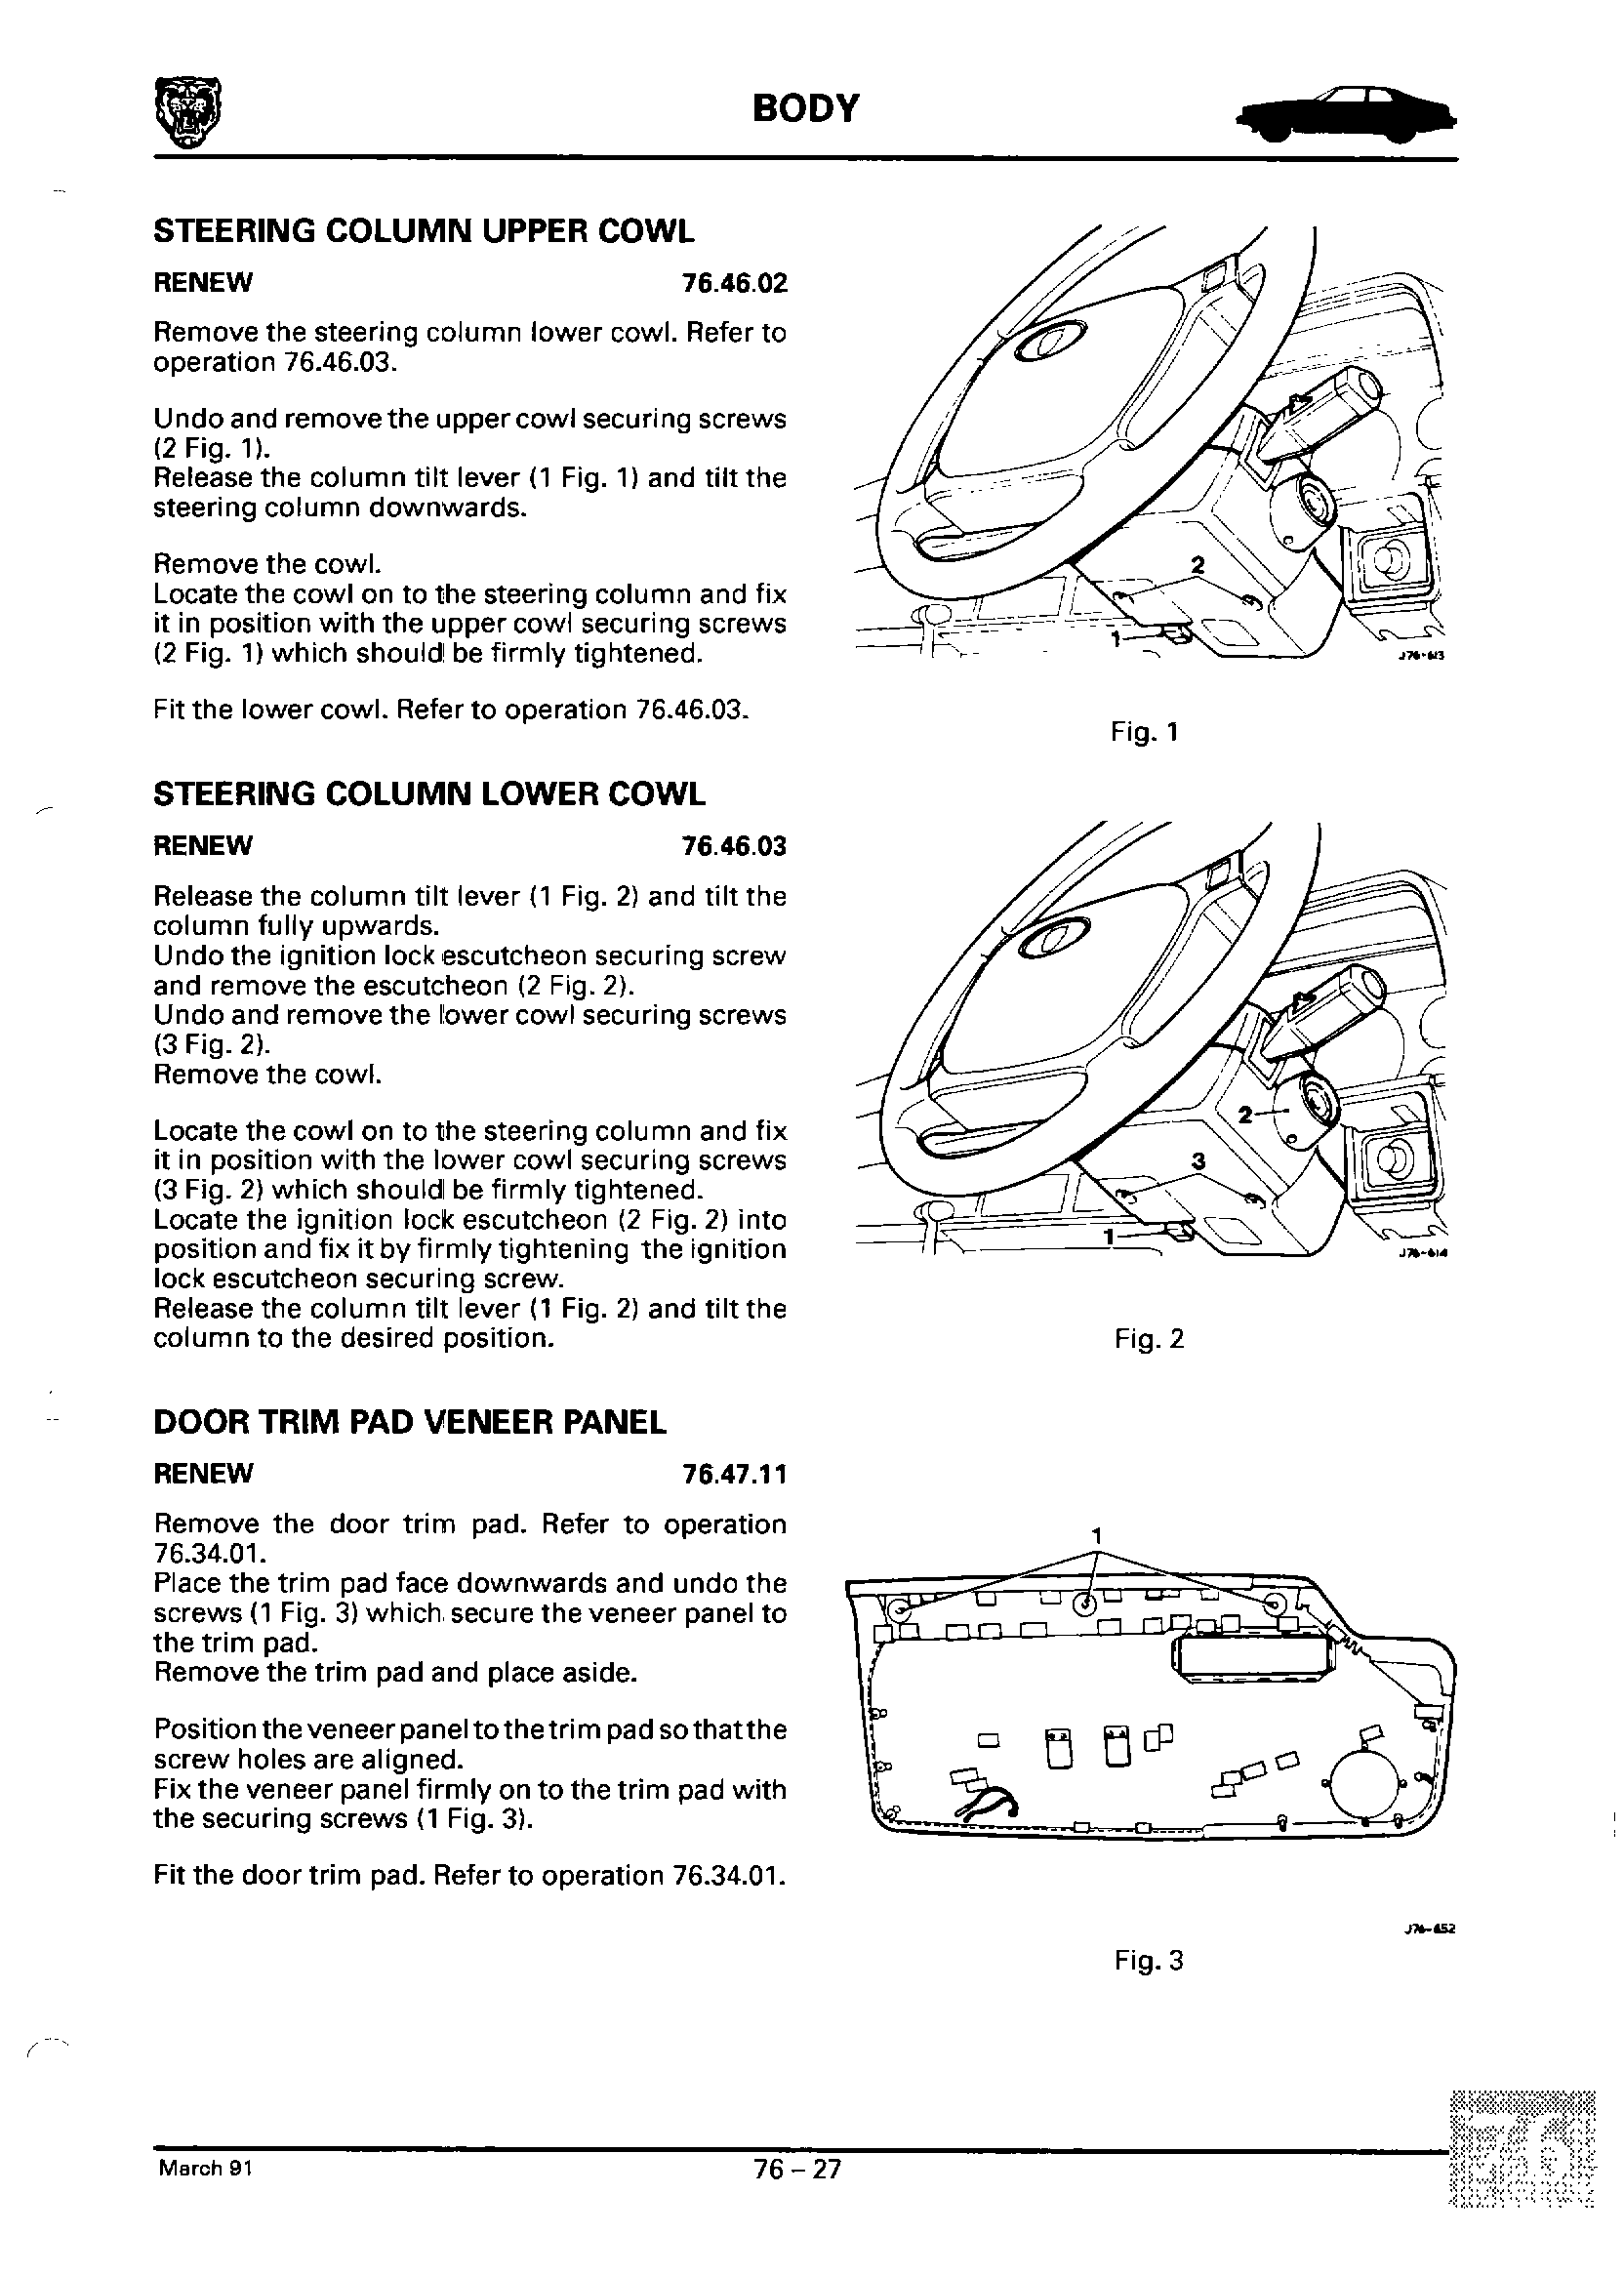 BODY
STEERING COLUMN UPPER COWL
RENEW 76.46.02
Remove the steering column lower cowl. Refer to
operation 76.46.03.
Undo and remove the upper cowl securing screws
(2 Fig. 1).
Release the column tilt lever (1 Fig. 1) and tilt the
steering column downwards.
Remove the cowl.
Locate the cowl on to the steering column and fix
it in position with the upper cowl securing screws
(2 Fig. 1) which should be firmly tightened.
Fit the lower cowl. Refer to operation 76.46.03.
2
1
J76-613
Fig. 1
STEERING COLUMN LOWER COWL
RENEW 76.46.03
Release the column tilt lever (1 Fig. 2) and tilt the
column fully upwards.
Undo the ignition lock escutcheon securing screw
and remove the escutcheon (2 Fig. 2).
Undo and remove the lower cowl securing screws
(3 Fig. 2).
Remove the cowl.
Locate the cowl on to the steering column and fix
it in position with the lower cowl securing screws
(3 Fig. 2) which should be firmly tightened.
Locate the ignition lock escutcheon (2 Fig. 2) into
position and fix it by firmly tightening the ignition
lock escutcheon securing screw.
Release the column tilt lever (1 Fig. 2) and tilt the
column to the desired position.
2
3
1
J76-614
Fig. 2
DOOR TRIM PAD VENEER PANEL
RENEW 76.47.11
Remove the door trim pad. Refer to operation
76.34.01.
Place the trim pad face downwards and undo the
screws (1 Fig. 3) which secure the veneer panel to
the trim pad.
Remove the trim pad and place aside.
Position the veneer panel to the trim pad so that the
screw holes are aligned.
Fix the veneer panel firmly on to the trim pad with
the securing screws (1 Fig. 3).
Fit the door trim pad. Refer to operation 76.34.01.
1
J76-652
Fig. 3
March 91
76 – 27
76